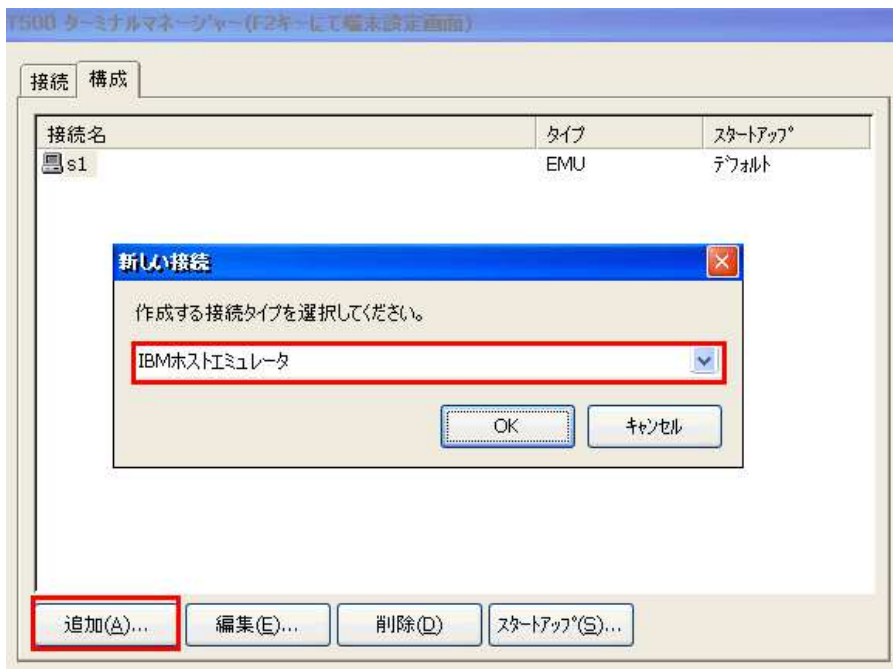 T500 ターミナルマネージャー(F2キーにて端末設定画面)
接続 構成
接続名 タイプ スタートアップ
s1 EMU デフォルト
新しい接続
作成する接続タイプを選択してください。
IBMホストエミュレータ
OK キャンセル
追加(A)... 編集(E)... 削除(D) スタートアップ(S)...